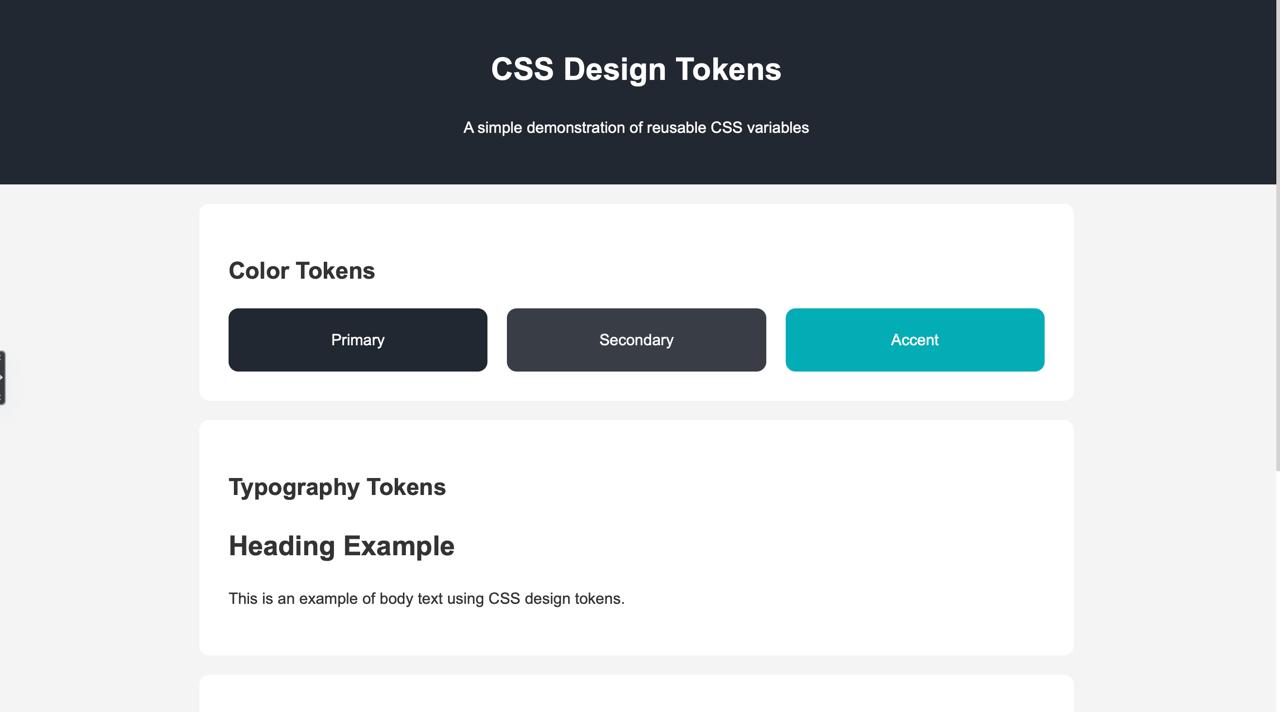 CSS Design Tokens
A simple demonstration of reusable CSS variables
Color Tokens
Primary
Secondary
Accent
Typography Tokens
Heading Example
This is an example of body text using CSS design tokens.